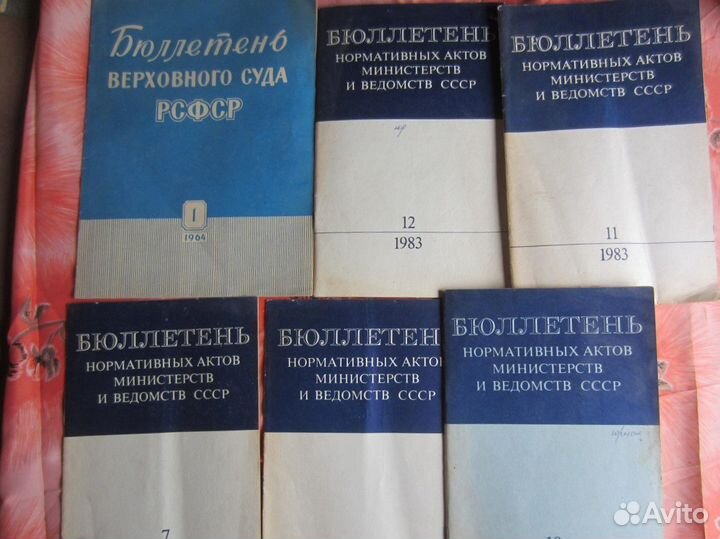 Бюллетень
ВЕРХОВНОГО СУДА
РСФСР
1
1964
БЮЛЛЕТЕНЬ
НОРМАТИВНЫХ АКТОВ
МИНИСТЕРСТВ
И ВЕДОМСТВ СССР
12
1983
БЮЛЛЕТЕНЬ
НОРМАТИВНЫХ АКТОВ
МИНИСТЕРСТВ
И ВЕДОМСТВ СССР
11
1983
БЮЛЛЕТЕНЬ
НОРМАТИВНЫХ АКТОВ
МИНИСТЕРСТВ
И ВЕДОМСТВ СССР
7
БЮЛЛЕТЕНЬ
НОРМАТИВНЫХ АКТОВ
МИНИСТЕРСТВ
И ВЕДОМСТВ СССР
БЮЛЛЕТЕНЬ
НОРМАТИВНЫХ АКТОВ
МИНИСТЕРСТВ
И ВЕДОМСТВ СССР
Avito